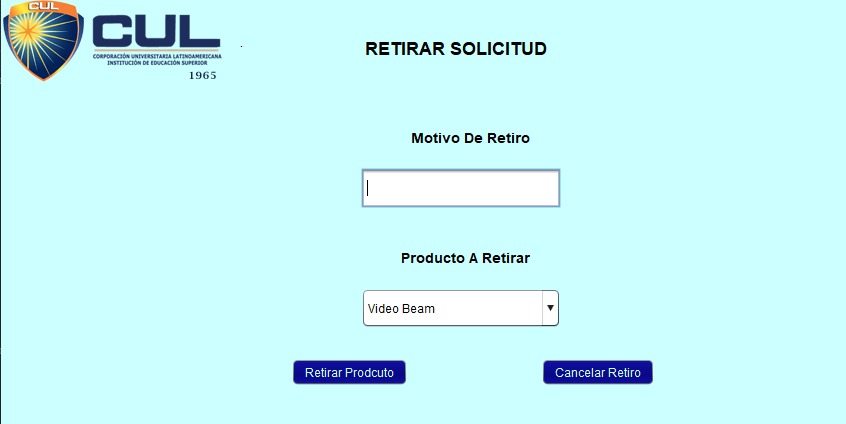 CUL
CUL
CORPORACIÓN UNIVERSITARIA LATINOAMERICANA
INSTITUCIÓN DE EDUCACIÓN SUPERIOR
1965
RETIRAR SOLICITUD
Motivo De Retiro
Producto A Retirar
Video Beam
Retirar Prodcuto
Cancelar Retiro